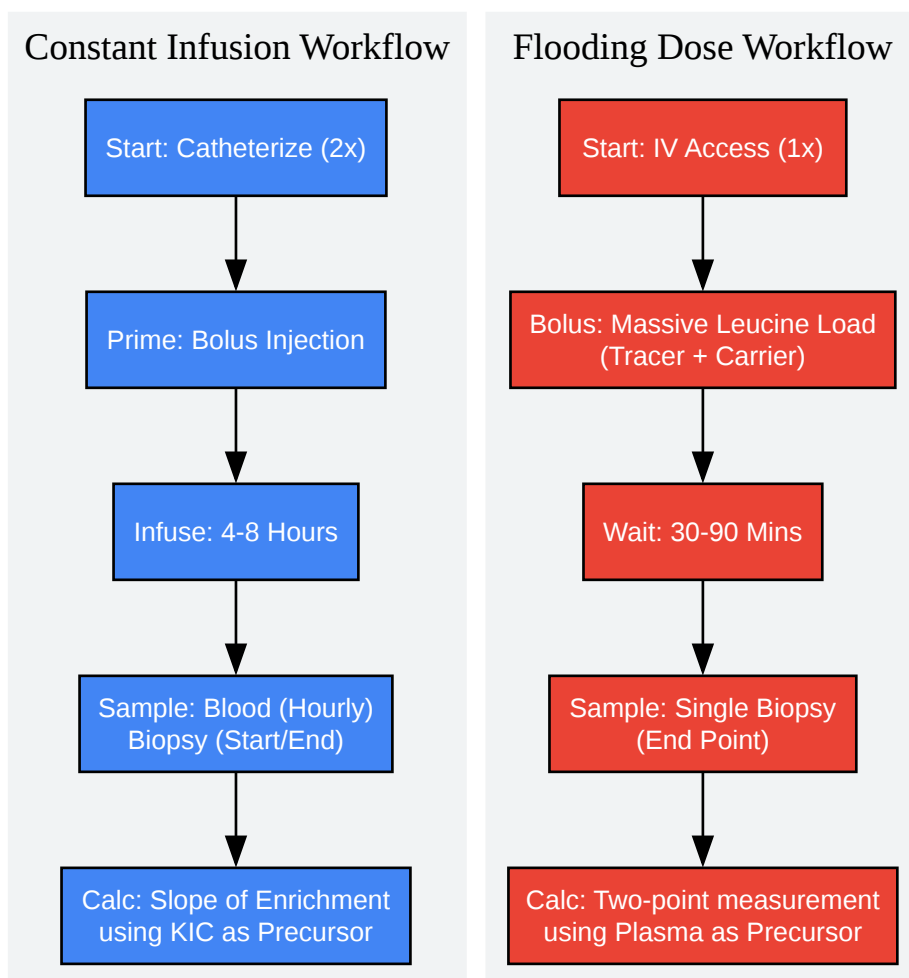 Constant Infusion Workflow
Start: Catheterize (2x)
Prime: Bolus Injection
Infuse: 4-8 Hours
Sample: Blood (Hourly)
Biopsy (Start/End)
Calc: Slope of Enrichment
using KIC as Precursor
Flooding Dose Workflow
Start: IV Access (1x)
Bolus: Massive Leucine Load
(Tracer + Carrier)
Wait: 30-90 Mins
Sample: Single Biopsy
(End Point)
Calc: Two-point measurement
using Plasma as Precursor